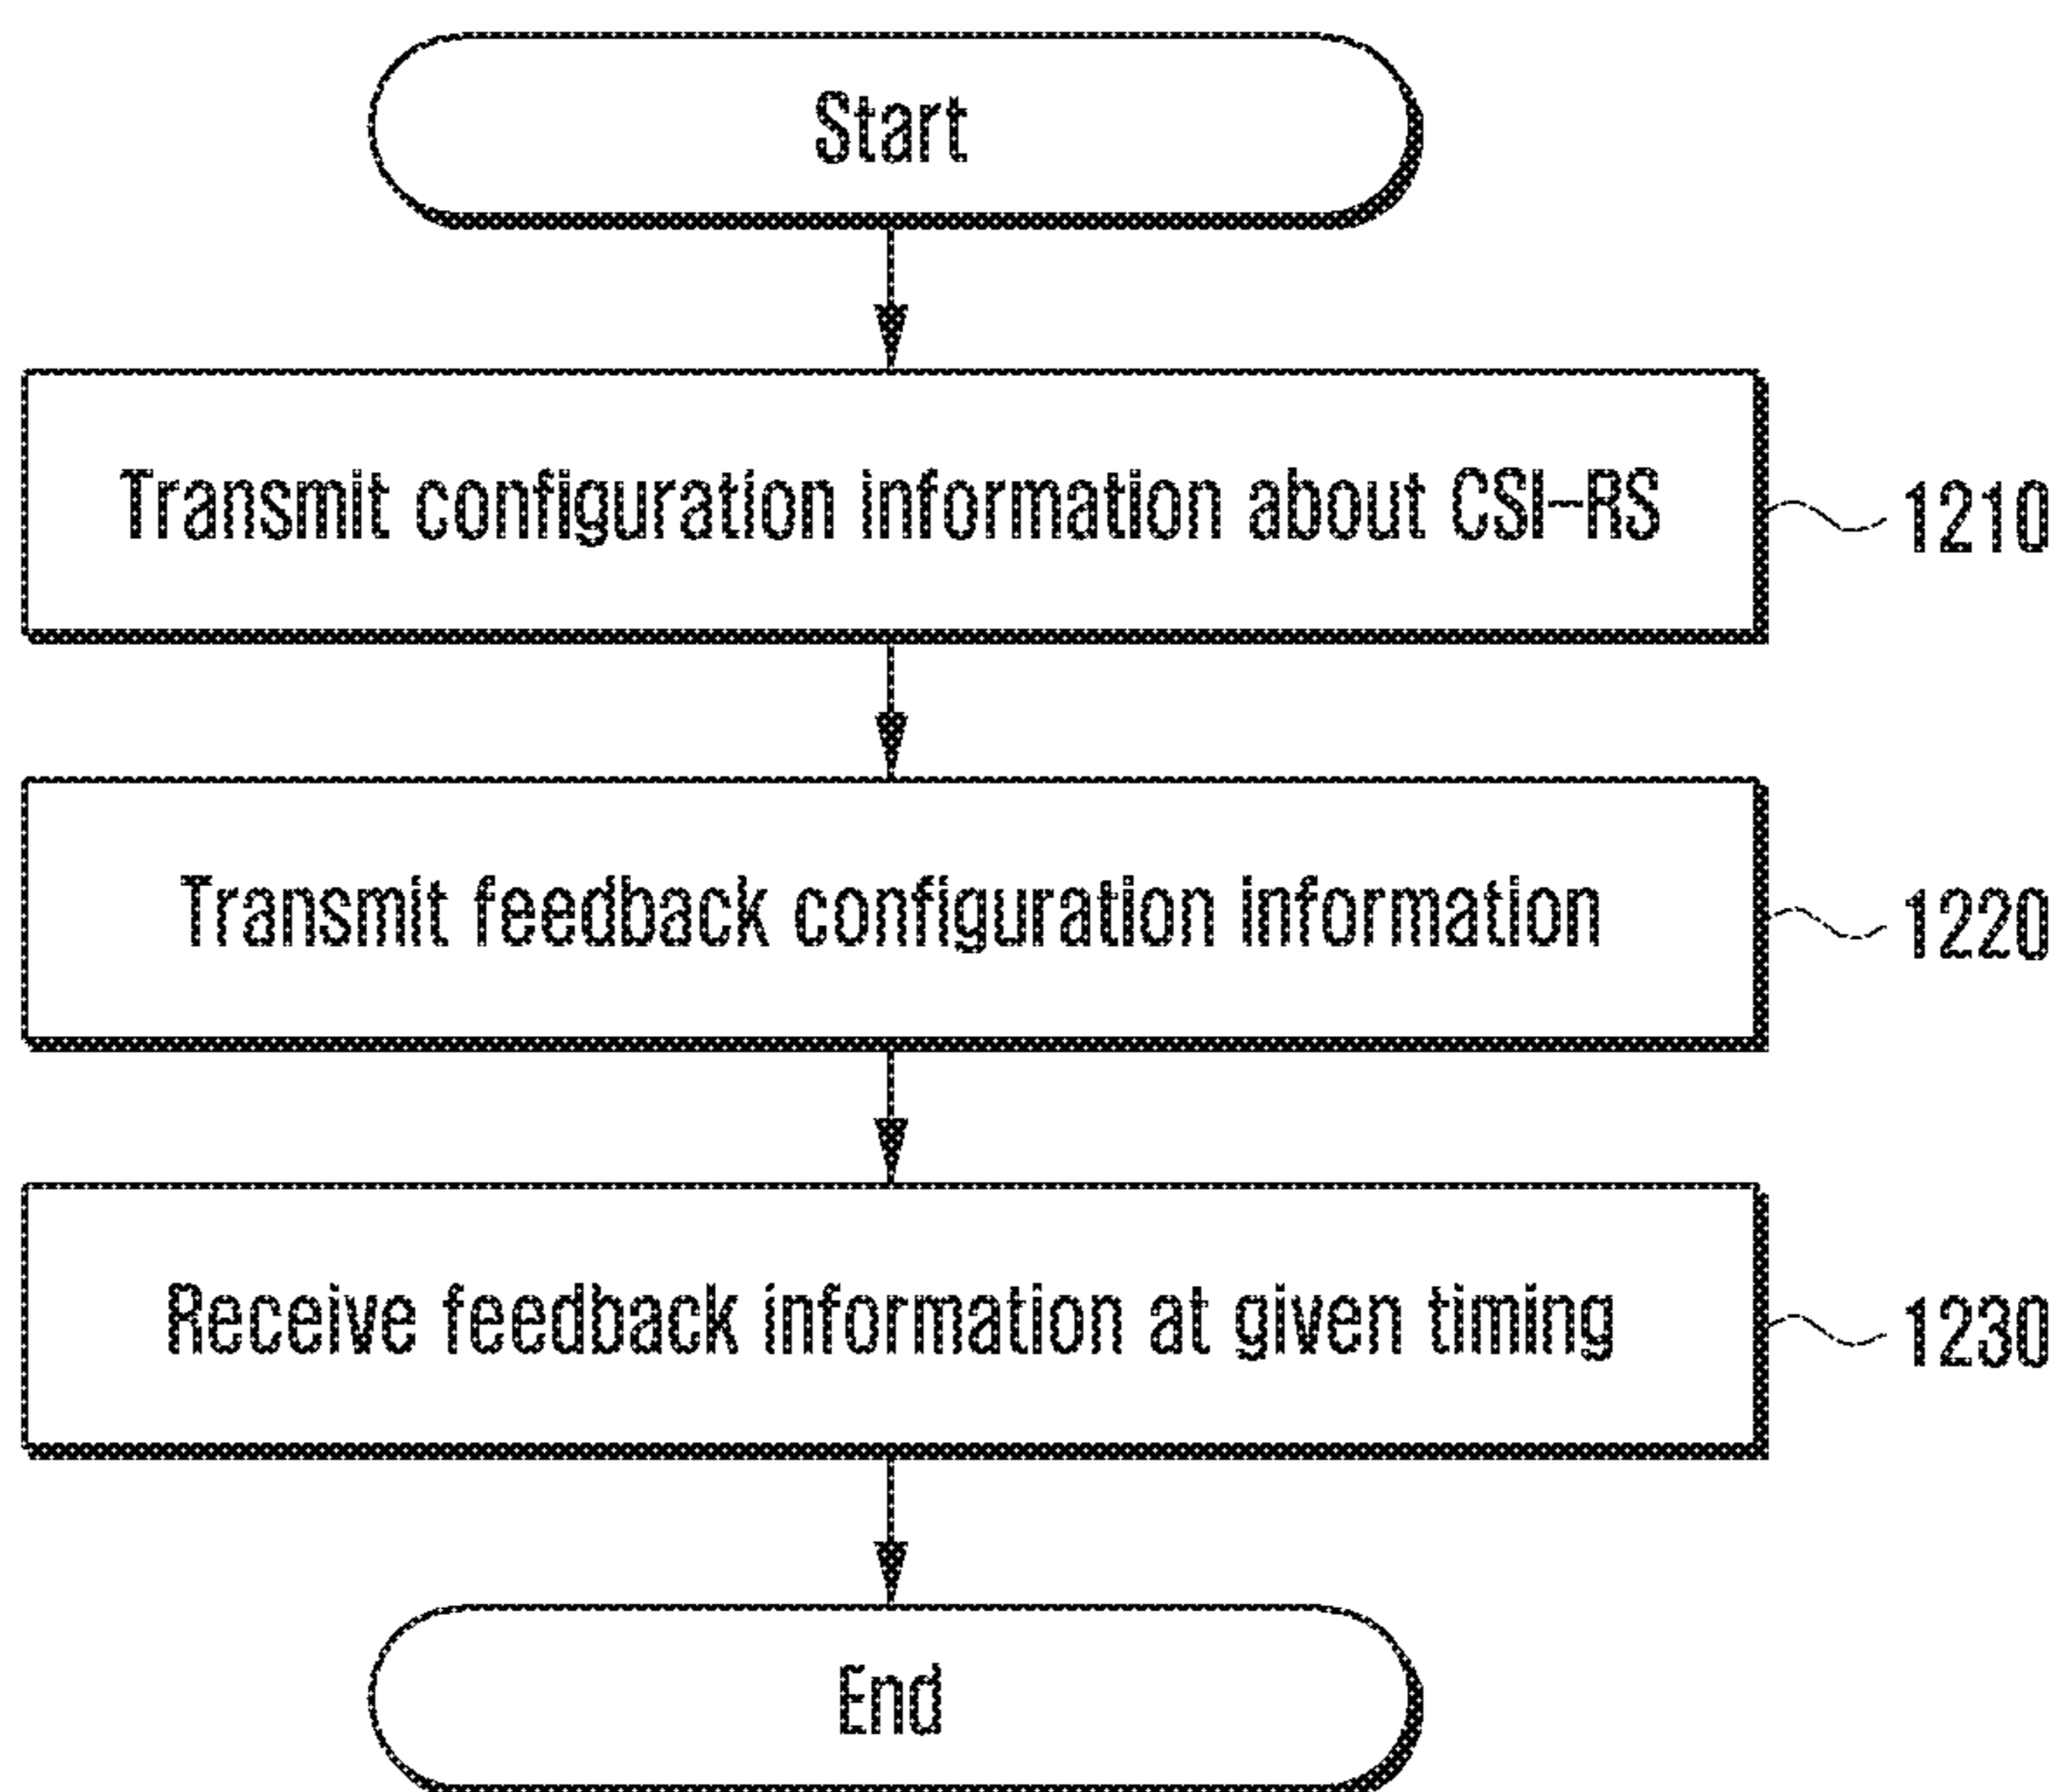 Start
Transmit configuration information about CSI-RS
1210
Transmit feedback configuration information
1220
Receive feedback information at given timing
1230
End